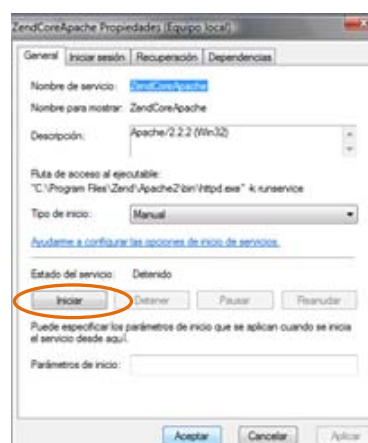 ZendCoreApache Propiedades (Equipo local)
General Iniciar sesión Recuperación Dependencias
Nombre de servicio: ZendCoreApache
Nombre para mostrar: ZendCoreApache
Descripción: Apache/2.2.2 (Win32)
Ruta de acceso al ejecutable:
"C:\Program Files\Zend\Apache2\bin\httpd.exe" -k runservice
Tipo de inicio: Manual
Ayudarme a configurar las opciones de inicio de servicios.
Estado del servicio: Detenido
Iniciar Detener Pausar Reanudar
Puede especificar los parámetros de inicio que se aplican cuando se inicia
el servicio desde aquí.
Parámetros de inicio:
Aceptar Cancelar Aplicar